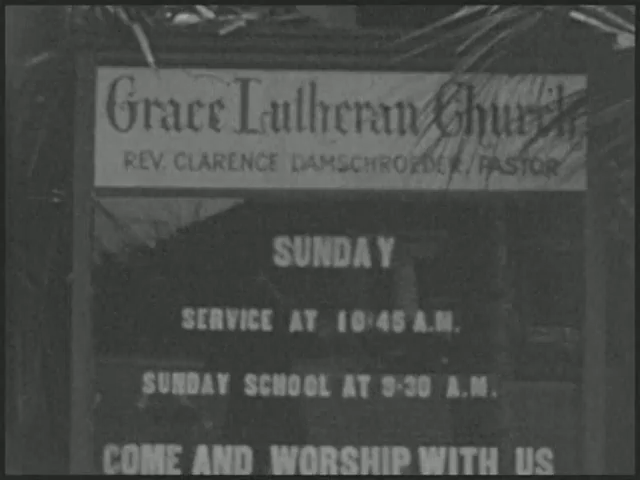 Grace Lutheran Church
REV. CLARENCE DAMSCHROEDER, PASTOR
SUNDAY
SERVICE AT 10:45 A.M.
SUNDAY SCHOOL AT 9:30 A.M.
COME AND WORSHIP WITH US